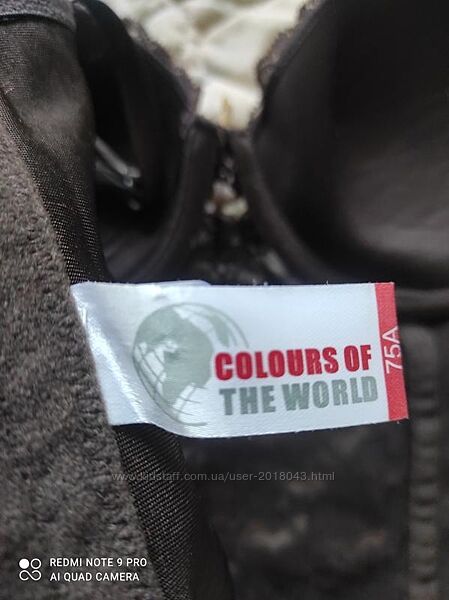 COLOURS OF
THE WORLD
75A
www.kidstaff.com.ua/user-2018043.html
REDMI NOTE 9 PRO
AI QUAD CAMERA